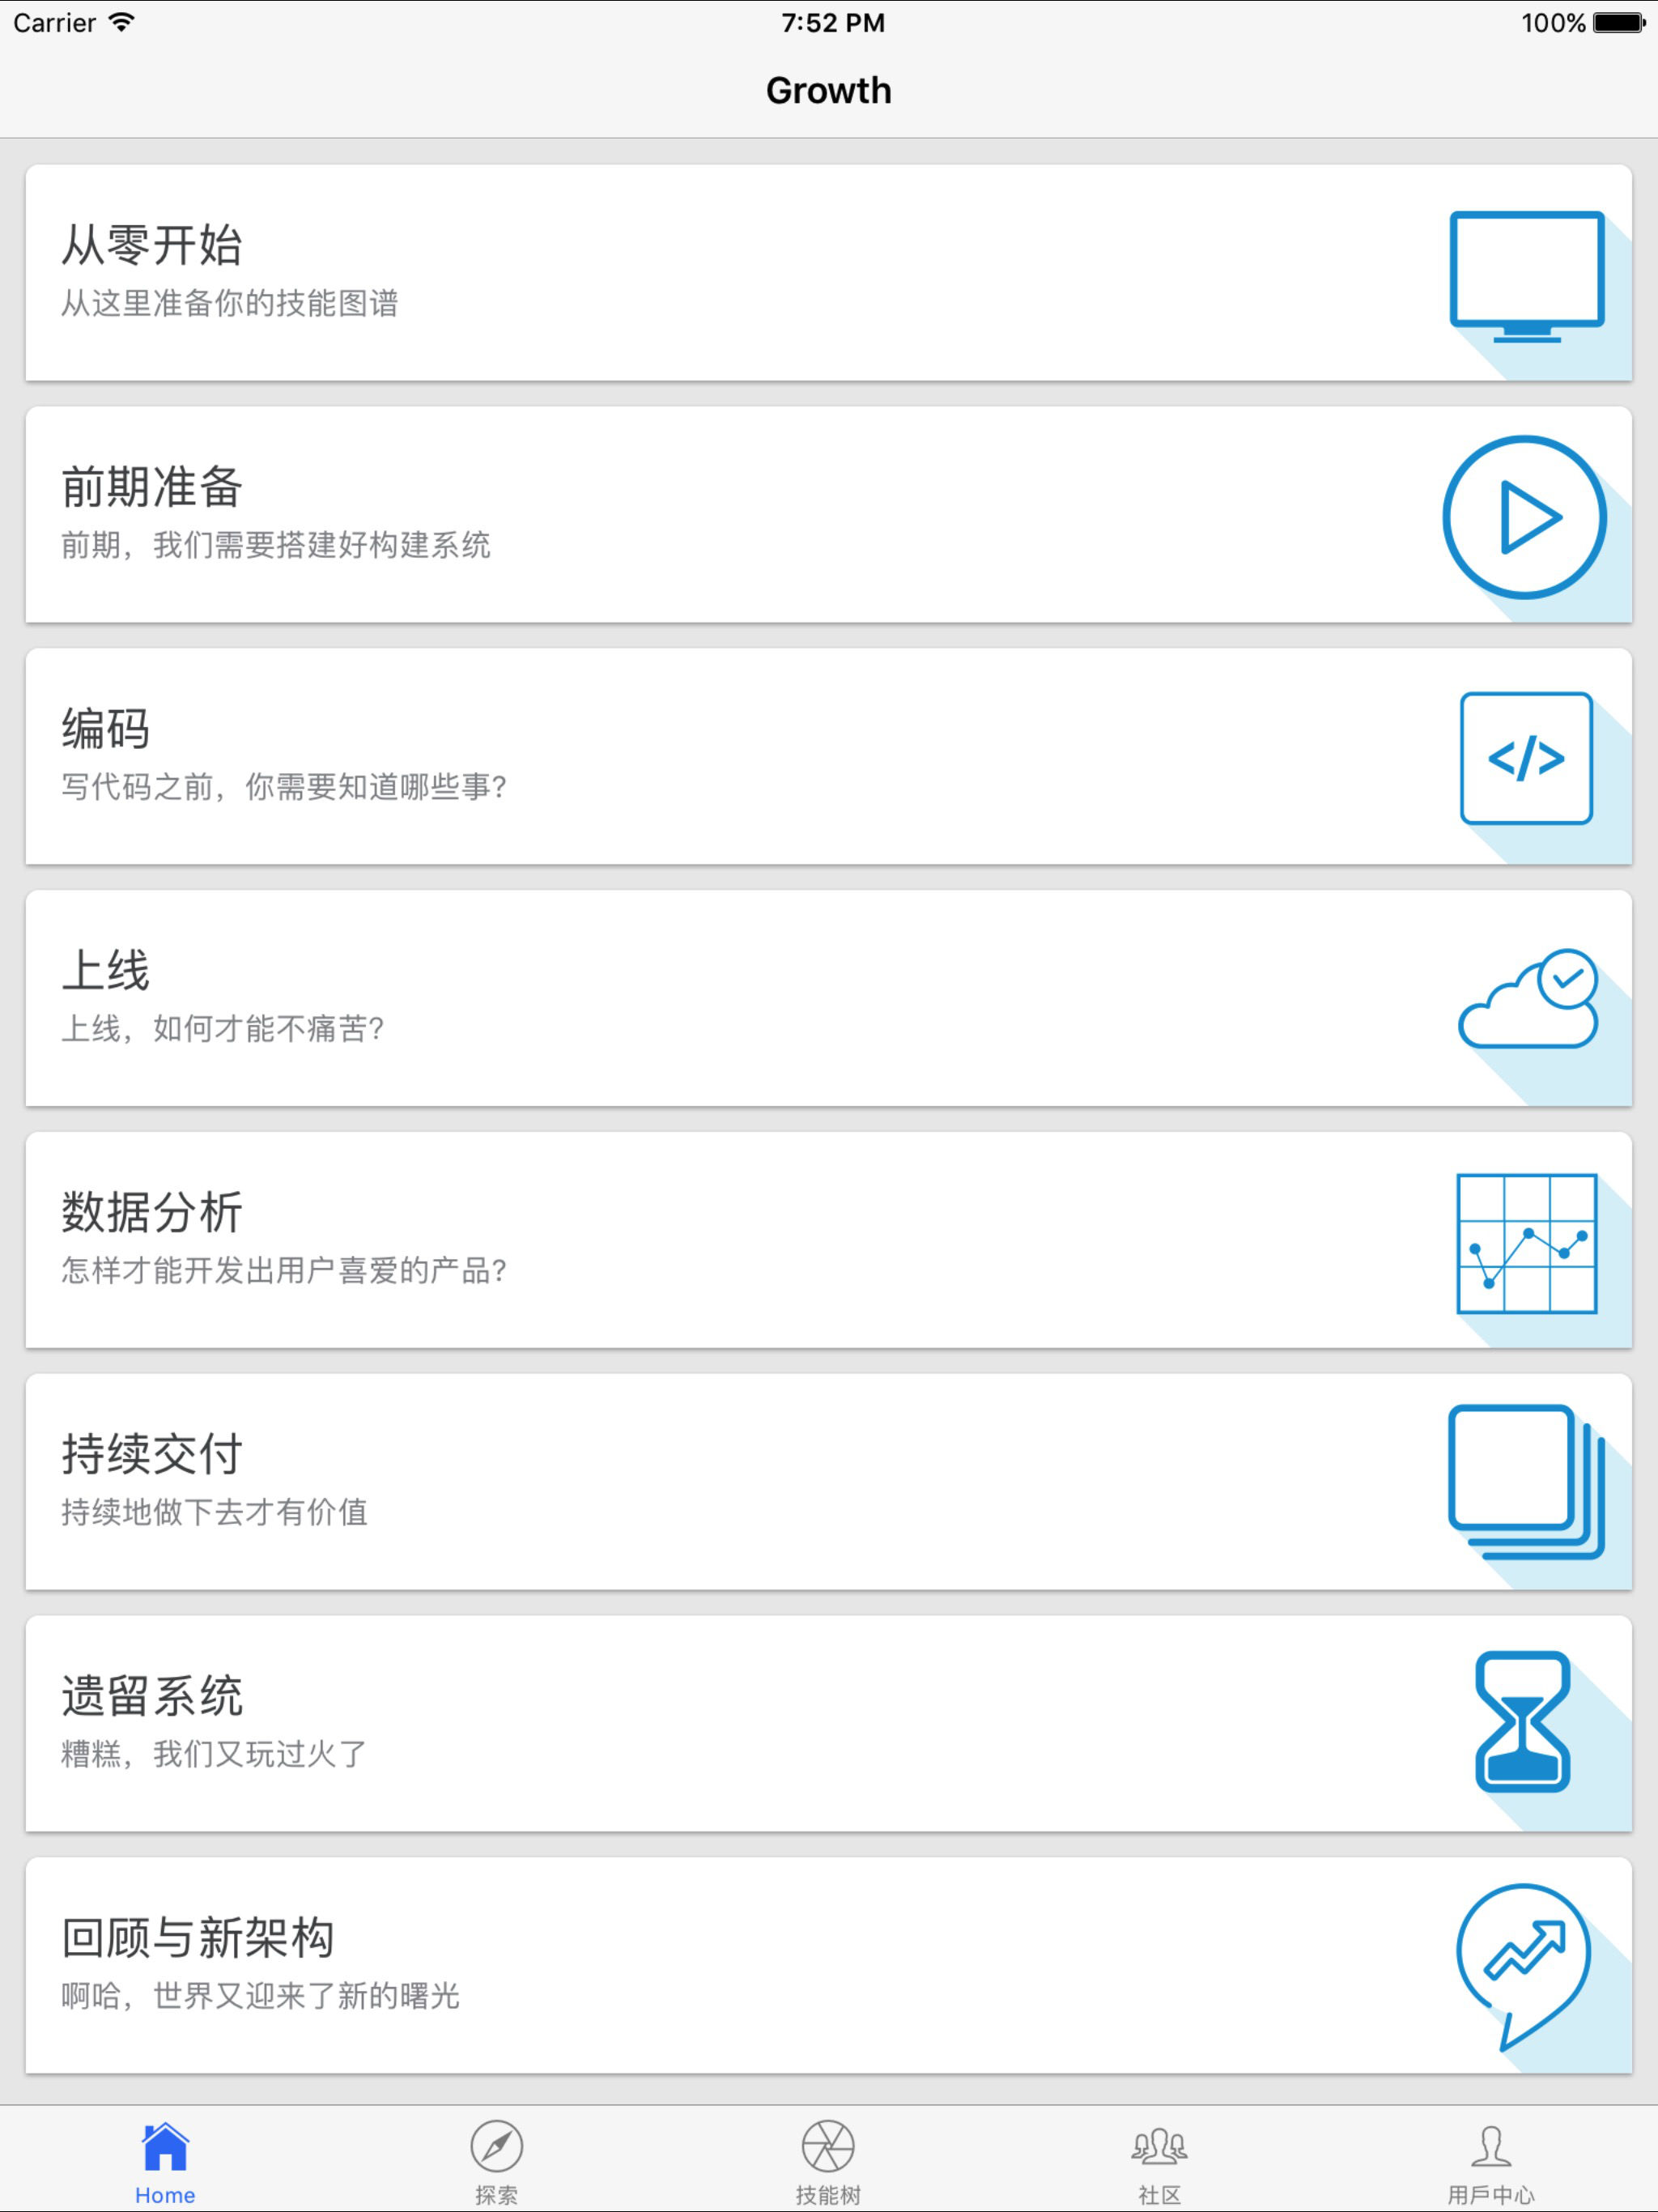 Carrier 7:52 PM 100%
Growth
从零开始
从这里准备你的技能图谱
前期准备
前期，我们需要搭建好构建系统
编码
写代码之前，你需要知道哪些事?
</>
上线
上线，如何才能不痛苦?
数据分析
怎样才能开发出用户喜爱的产品?
持续交付
持续地做下去才有价值
遗留系统
糟糕，我们又玩过火了
回顾与新架构
啊哈，世界又迎来了新的曙光
Home 探索 技能树 社区 用戶中心